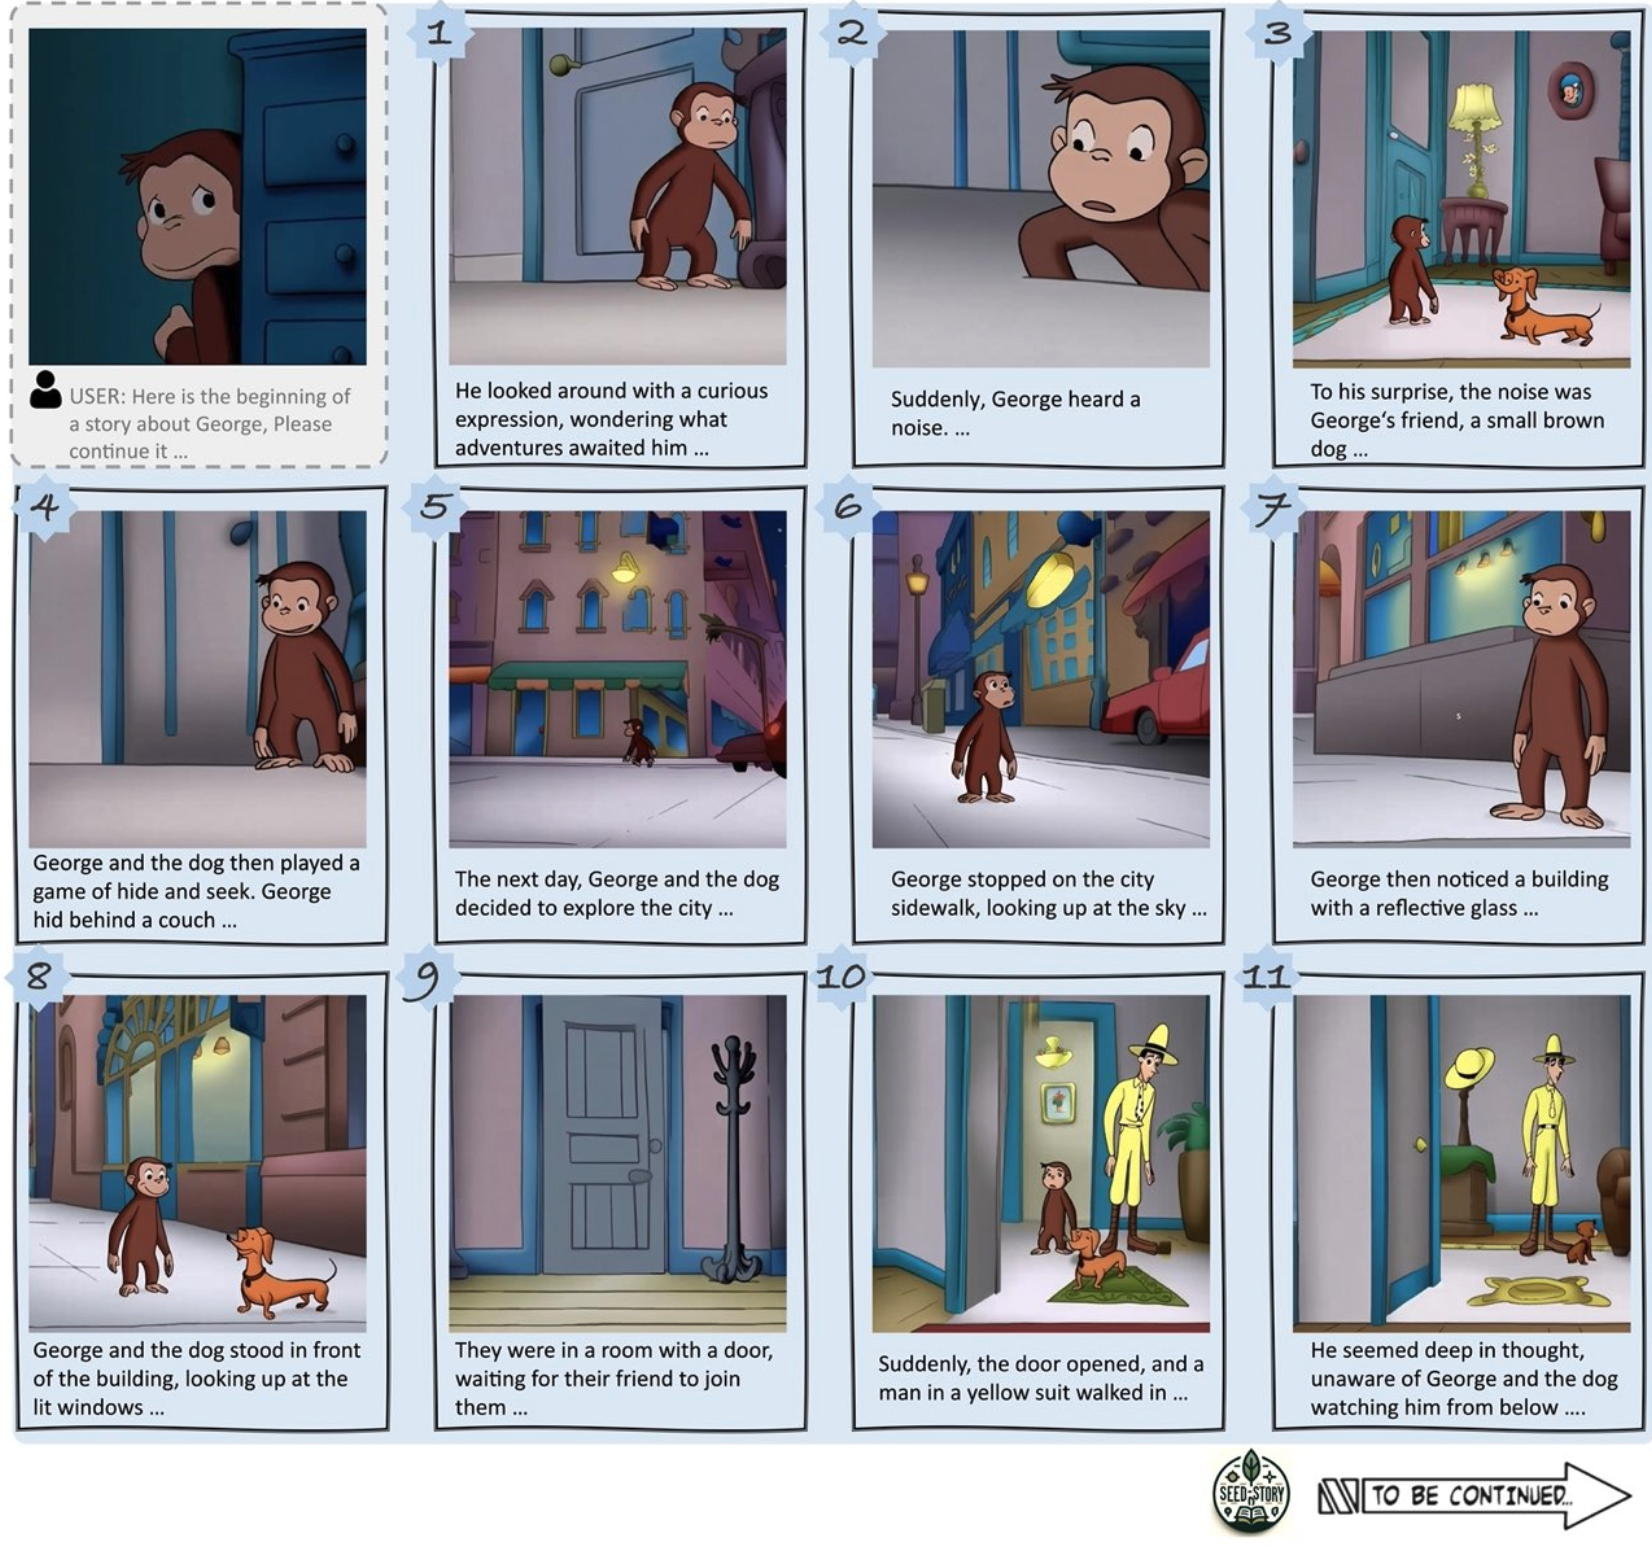 USER: Here is the beginning of
a story about George, Please
continue it ...
1
He looked around with a curious
expression, wondering what
adventures awaited him ...
2
Suddenly, George heard a
noise. ...
3
To his surprise, the noise was
George's friend, a small brown
dog ...
4
George and the dog then played a
game of hide and seek. George
hid behind a couch ...
5
The next day, George and the dog
decided to explore the city ...
6
George stopped on the city
sidewalk, looking up at the sky ...
7
s
George then noticed a building
with a reflective glass ...
8
George and the dog stood in front
of the building, looking up at the
lit windows ...
9
They were in a room with a door,
waiting for their friend to join
them ...
10
Suddenly, the door opened, and a
man in a yellow suit walked in ...
11
He seemed deep in thought,
unaware of George and the dog
watching him from below ....
SEED-STORY
TO BE CONTINUED...